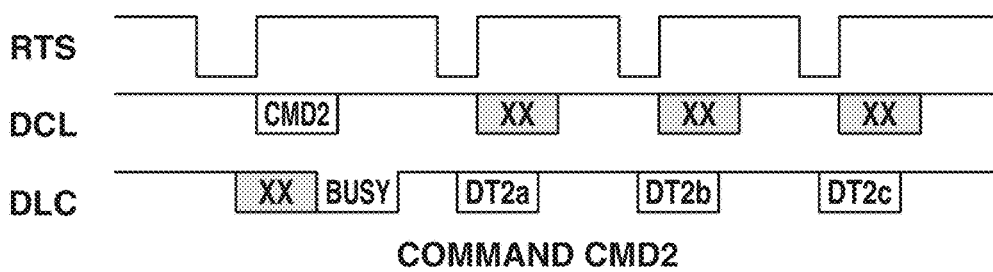 RTS
DCL CMD2 XX XX XX
DLC XX BUSY DT2a DT2b DT2c
COMMAND CMD2